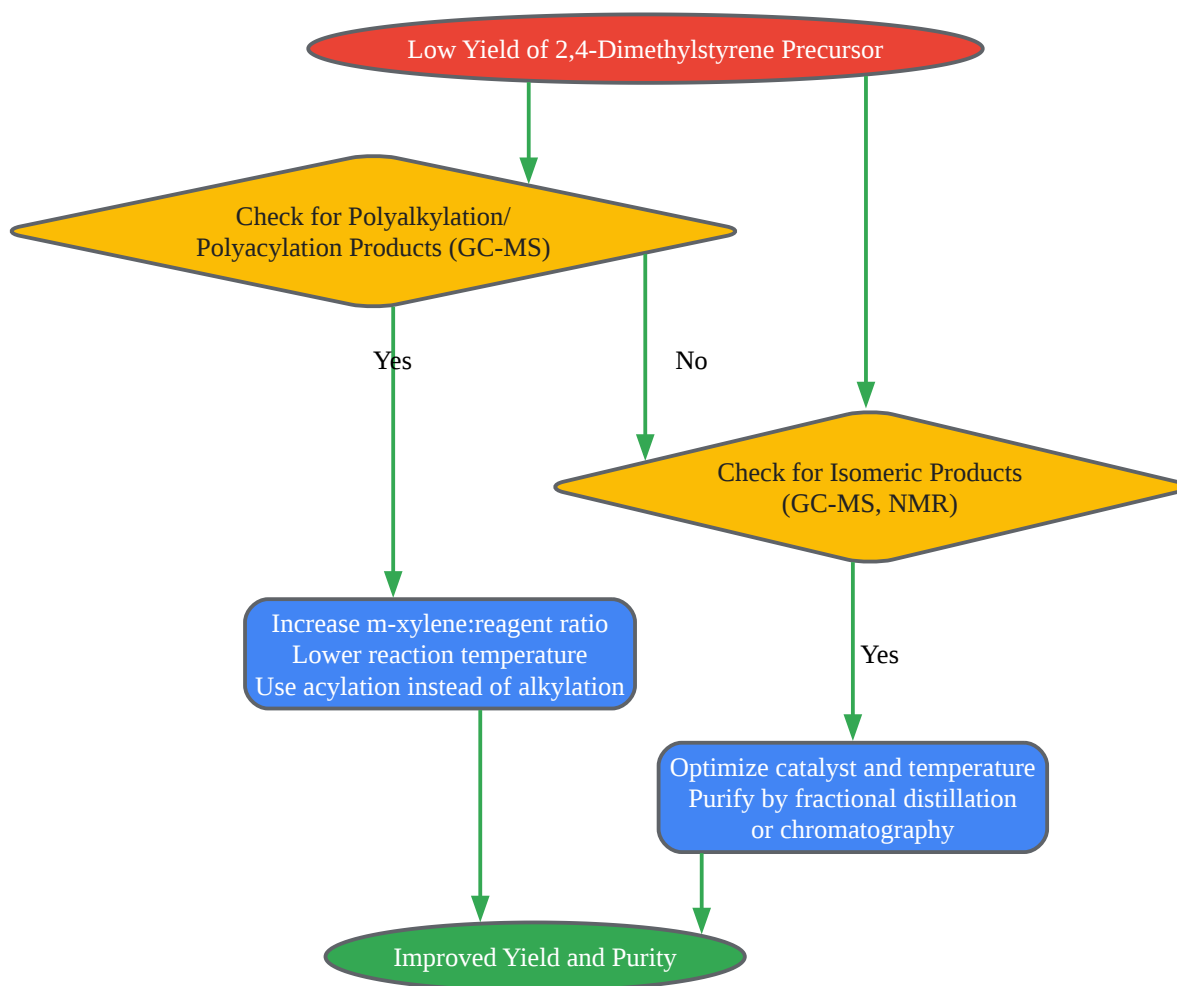 Low Yield of 2,4-Dimethylstyrene Precursor
Check for Polyalkylation/
Polyacylation Products (GC-MS)
Yes
No
Check for Isomeric Products
(GC-MS, NMR)
Increase m-xylene:reagent ratio
Lower reaction temperature
Use acylation instead of alkylation
Yes
Optimize catalyst and temperature
Purify by fractional distillation
or chromatography
Improved Yield and Purity